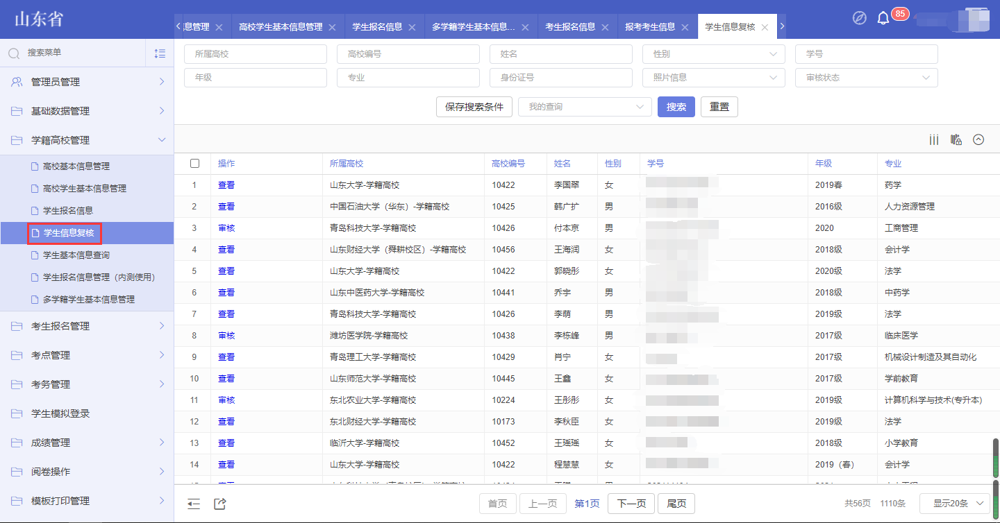 山东省
息管理 高校学生基本信息管理 学生报名信息 多学籍学生基本信息... 考生报名信息 报考考生信息 学生信息复核 85
搜索菜单
管理员管理
基础数据管理
学籍高校管理
高校基本信息管理
高校学生基本信息管理
学生报名信息
学生信息复核
学生基本信息查询
学生报名信息管理（内测使用）
多学籍学生基本信息管理
考生报名管理
考点管理
考务管理
学生模拟登录
成绩管理
阅卷操作
模板打印管理
所属高校 高校编号 姓名 性别 学号
年级 专业 身份证号 照片信息 审核状态
保存搜索条件 我的查询 搜索 重置
操作 所属高校 高校编号 姓名 性别 学号 年级 专业
1 查看 山东大学-学籍高校 10422 李国翠 女 2019春 药学
2 查看 中国石油大学（华东）-学籍高校 10425 韩广扩 男 2016级 人力资源管理
3 审核 青岛科技大学-学籍高校 10426 付本京 男 2020 工商管理
4 查看 山东财经大学（舜耕校区）-学籍高校 10456 王海润 女 2018级 会计学
5 查看 山东大学-学籍高校 10422 郭晓彤 女 2020级 法学
6 查看 山东中医药大学-学籍高校 10441 乔宇 男 2018级 中药学
7 查看 青岛科技大学-学籍高校 10426 李萌 男 2019级 法学
8 审核 潍坊医学院-学籍高校 10438 李栋峰 男 2017级 临床医学
9 查看 青岛理工大学-学籍高校 10429 肖宁 女 2017级 机械设计制造及其自动化
10 查看 山东师范大学-学籍高校 10445 王鑫 女 2017级 学前教育
11 审核 东北农业大学-学籍高校 10224 王彤彤 女 2019级 计算机科学与技术(专升本)
12 查看 东北财经大学-学籍高校 10173 李秋臣 女 2019级 法学
13 查看 临沂大学-学籍高校 10452 王瑶瑶 女 2018级 小学教育
14 查看 山东大学-学籍高校 10422 程慧慧 女 2019（春） 会计学
首页 上一页 第1页 下一页 尾页 共56页 1110条 显示20条